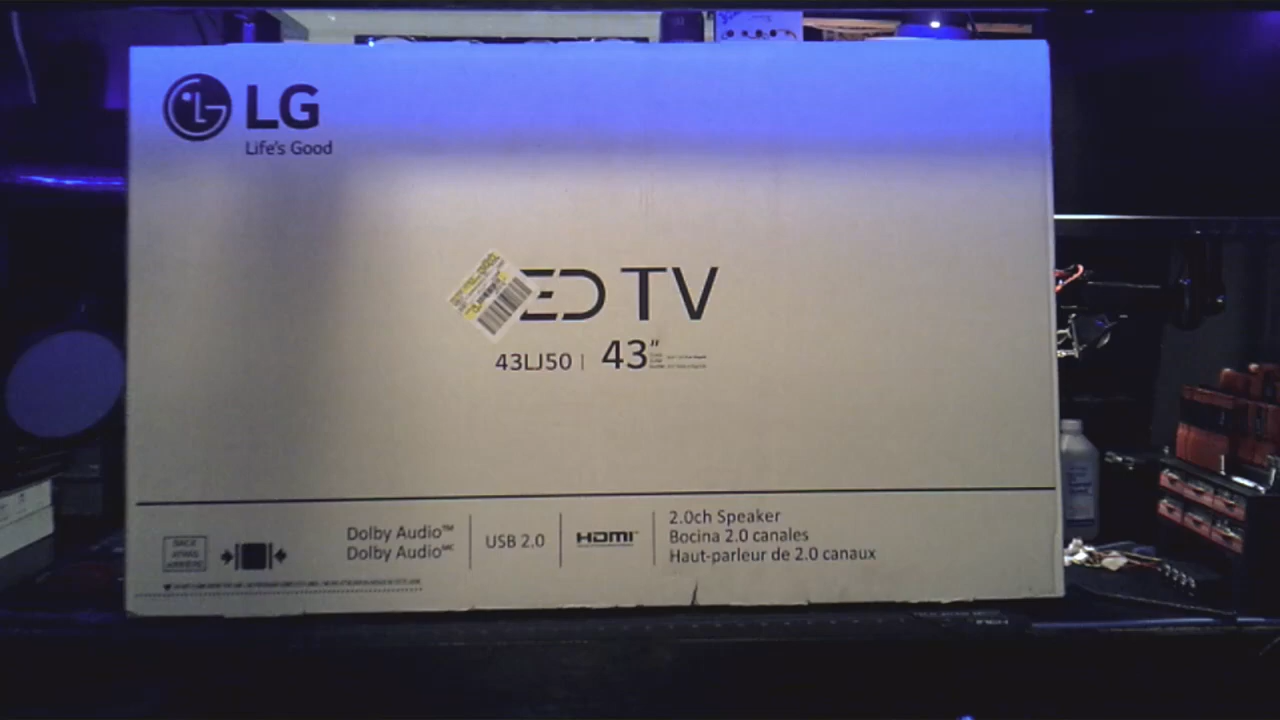 LG
Life's Good
ED TV
43LJ50 | 43"
Dolby Audio™
Dolby Audio ᴹᶜ
USB 2.0
HDMI
2.0ch Speaker
Bocina 2.0 canales
Haut-parleur de 2.0 canaux